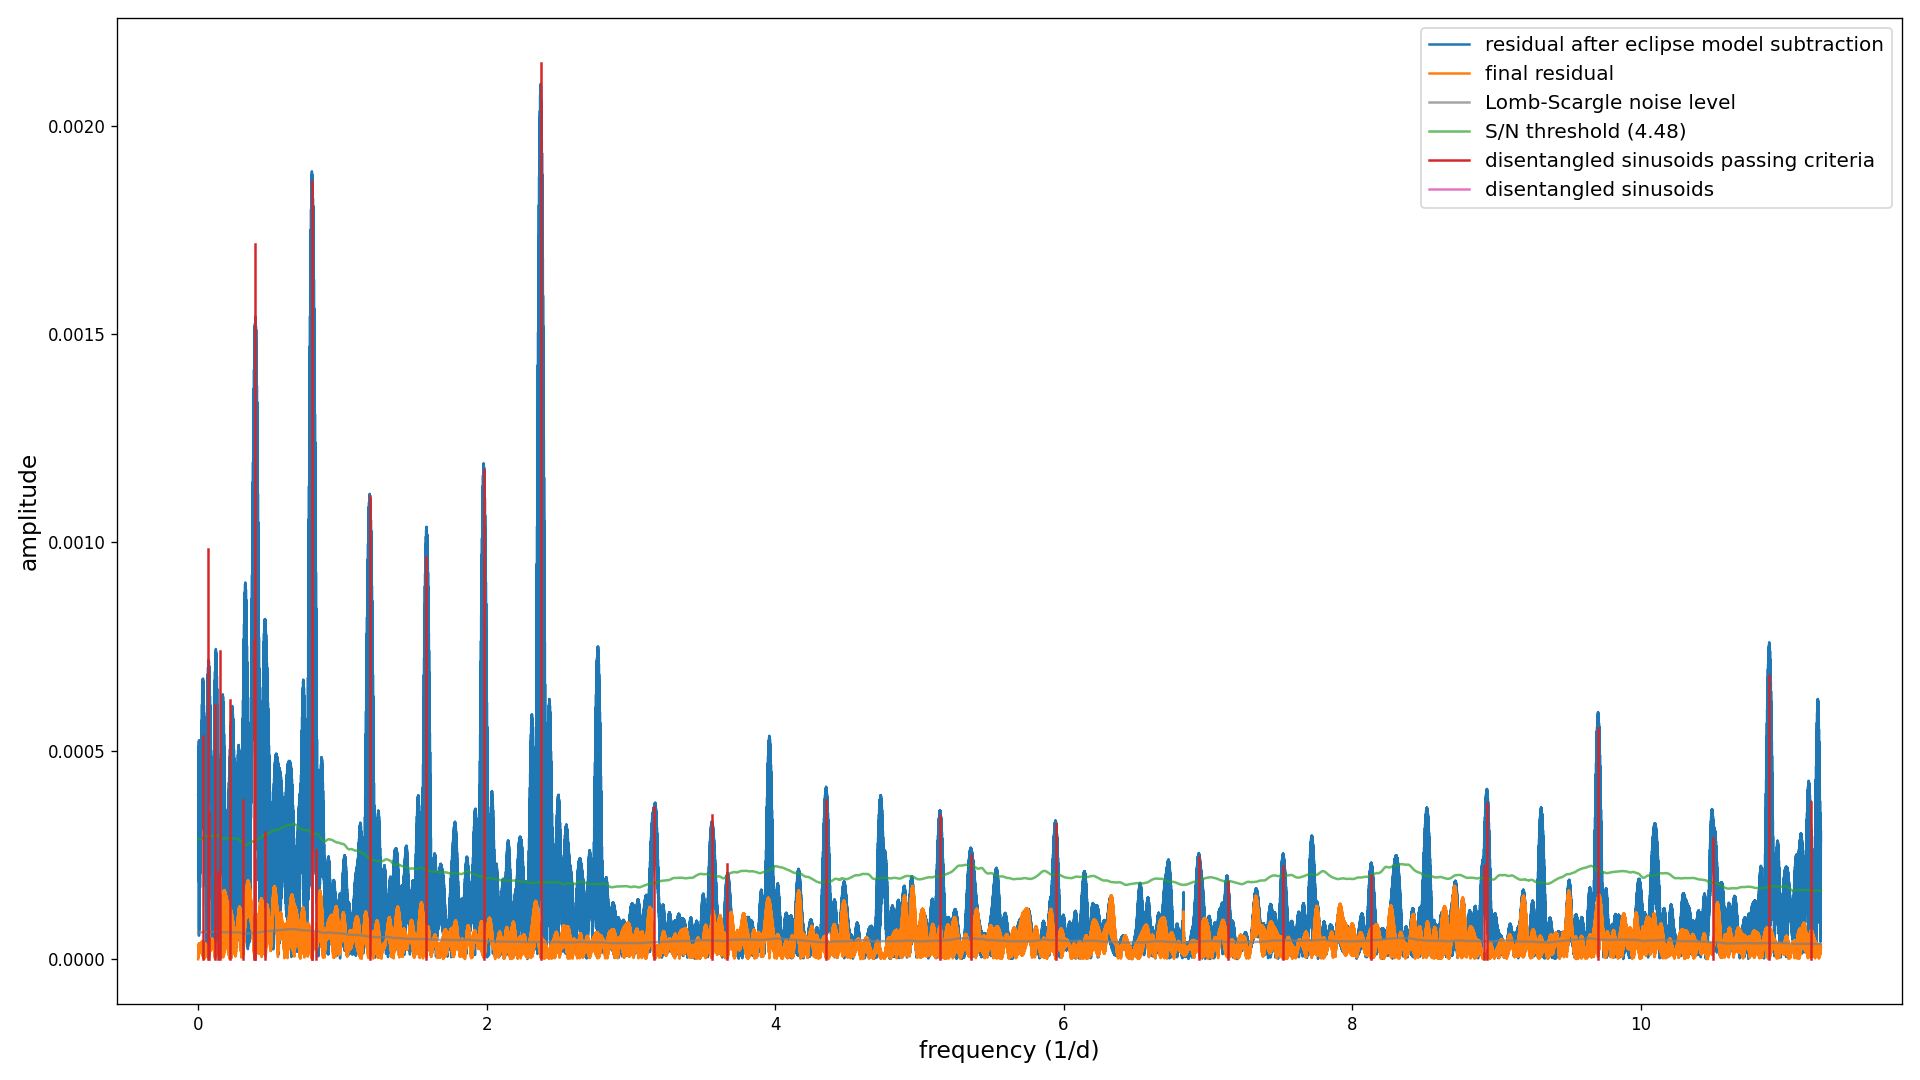 residual after eclipse model subtraction
final residual
Lomb-Scargle noise level
S/N threshold (4.48)
disentangled sinusoids passing criteria
disentangled sinusoids
amplitude
0.0020
0.0015
0.0010
0.0005
0.0000
0 2 4 6 8 10
frequency (1/d)